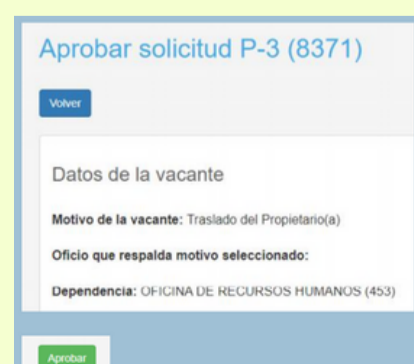 Aprobar solicitud P-3 (8371)
Volver
Datos de la vacante
Motivo de la vacante: Traslado del Propietario(a)
Oficio que respalda motivo seleccionado:
Dependencia: OFICINA DE RECURSOS HUMANOS (453)
Aprobar